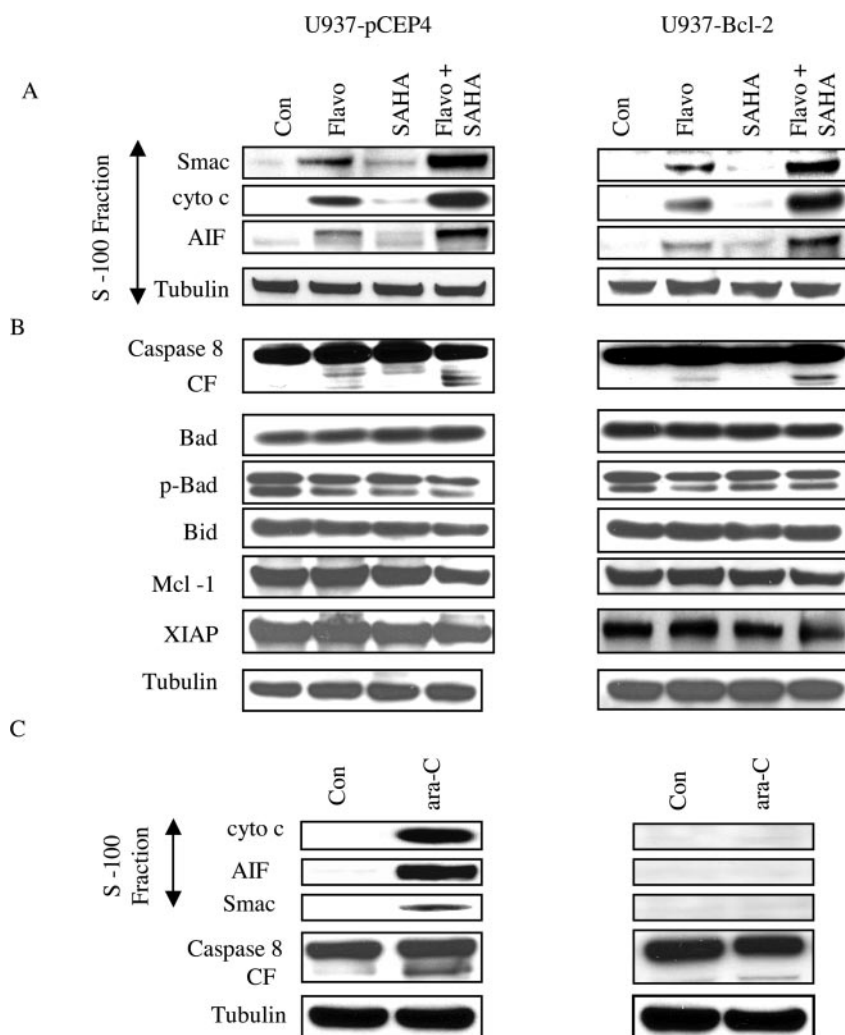 U937-pCEP4 U937-Bcl-2
A
Con Flavo SAHA Flavo + SAHA Con Flavo SAHA Flavo + SAHA
S -100 Fraction
Smac
cyto c
AIF
Tubulin
B
Caspase 8
CF
Bad
p-Bad
Bid
Mcl -1
XIAP
Tubulin
C
Con ara-C Con ara-C
S -100 Fraction
cyto c
AIF
Smac
Caspase 8
CF
Tubulin